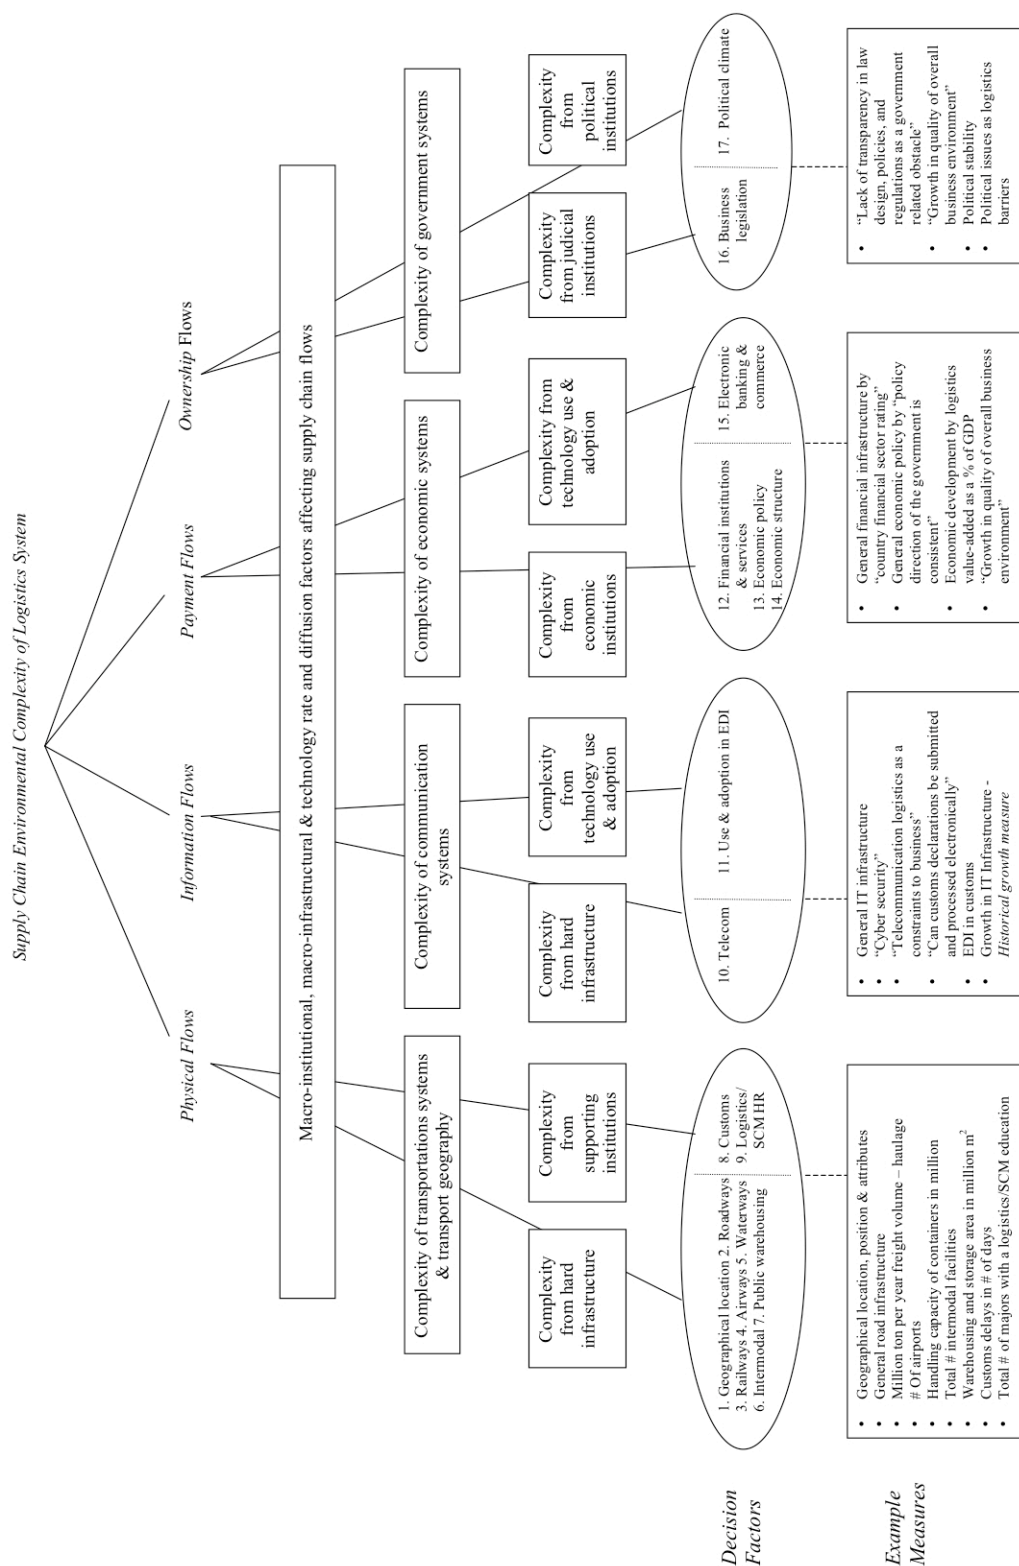 Supply Chain Environmental Complexity of Logistics System
Physical Flows
Information Flows
Payment Flows
Ownership Flows
Macro-institutional, macro-infrastructural & technology rate and diffusion factors affecting supply chain flows
Complexity of transportations systems
& transport geography
Complexity of communication
systems
Complexity of economic systems
Complexity of government systems
Complexity
from hard
infrastructure
Complexity
from
supporting
institutions
Complexity
from hard
infrastructure
Complexity
from
technology use
& adoption
Complexity
from
economic
institutions
Complexity from
technology use &
adoption
Complexity
from judicial
institutions
Complexity
from
political
institutions
Decision
Factors
1. Geographical location 2. Roadways
3. Railways 4. Airways 5. Waterways
6. Intermodal 7. Public warehousing
8. Customs
9. Logistics/
SCM HR
10. Telecom
11. Use & adoption in EDI
12. Financial institutions
& services
13. Economic policy
14. Economic structure
15. Electronic
banking &
commerce
16. Business
legislation
17. Political climate
Example
Measures
• Geographical location, position & attributes
• General road infrastructure
• Million ton per year freight volume – haulage
• # Of airports
• Handling capacity of containers in million
• Total # intermodal facilities
• Warehousing and storage area in million m²
• Customs delays in # of days
• Total # of majors with a logistics/SCM education
• General IT infrastructure
• “Cyber security”
• “Telecommunication logistics as a
constraints to business”
• “Can customs declarations be submitted
and processed electronically”
• EDI in customs
• Growth in IT Infrastructure -
Historical growth measure
• General financial infrastructure by
“country financial sector rating”
• General economic policy by “policy
direction of the government is
consistent”
• Economic development by logistics
value-added as a % of GDP
• “Growth in quality of overall business
environment”
• “Lack of transparency in law
design, policies, and
regulations as a government
related obstacle”
• “Growth in quality of overall
business environment”
• Political stability
• Political issues as logistics
barriers